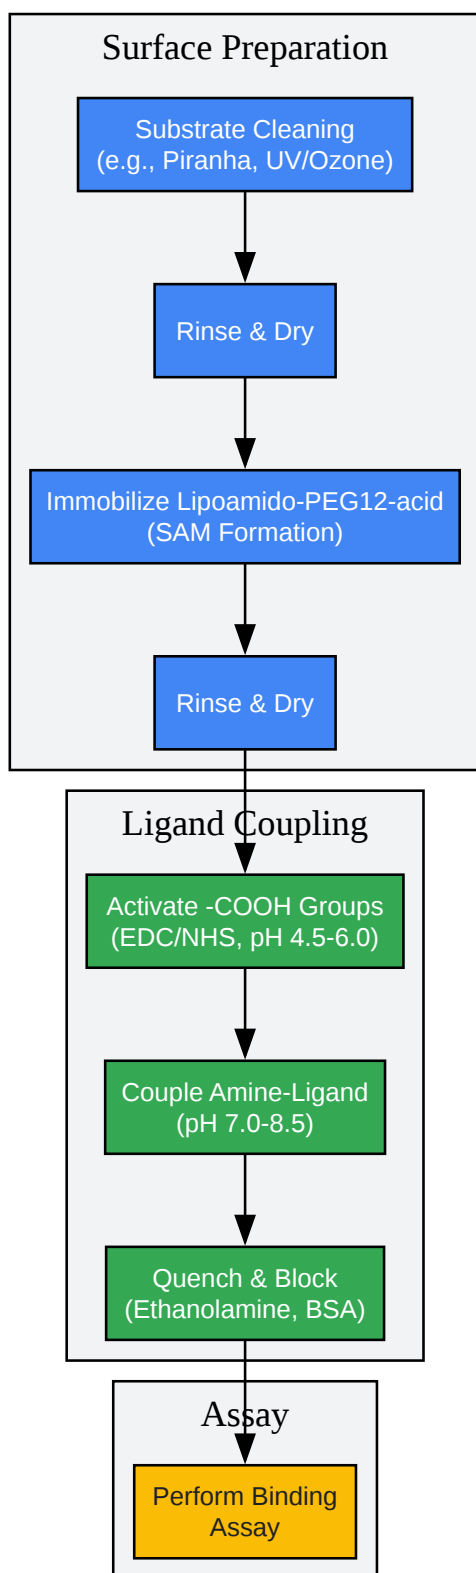 Surface Preparation
Substrate Cleaning
(e.g., Piranha, UV/Ozone)
Rinse & Dry
Immobilize Lipoamido-PEG12-acid
(SAM Formation)
Rinse & Dry
Ligand Coupling
Activate -COOH Groups
(EDC/NHS, pH 4.5-6.0)
Couple Amine-Ligand
(pH 7.0-8.5)
Quench & Block
(Ethanolamine, BSA)
Assay
Perform Binding
Assay